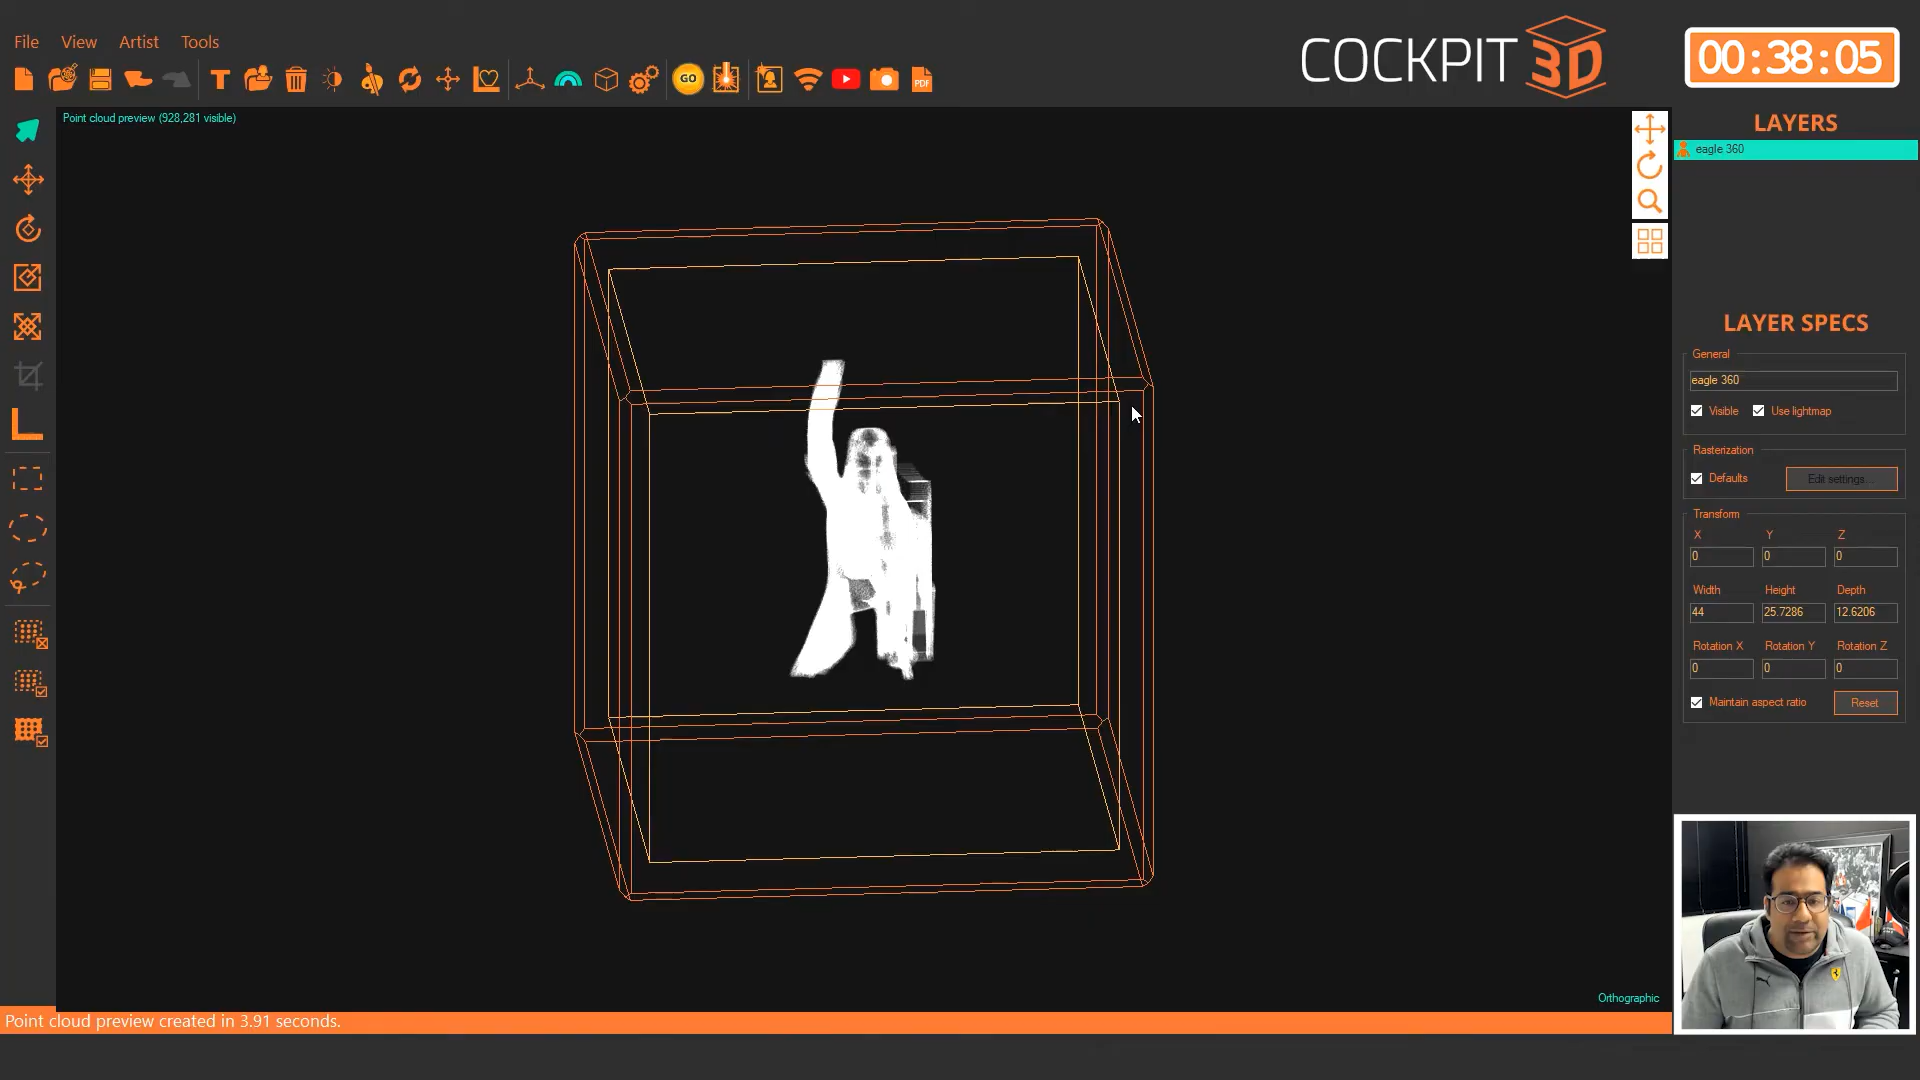 File View Artist Tools
COCKPIT 3D
00:38:05
GO
PDF
Point cloud preview (928,281 visible)
LAYERS
eagle 360
LAYER SPECS
General
eagle 360
Visible Use lightmap
Rasterization
Defaults Edit settings...
Transform
X Y Z
0 0 0
Width Height Depth
44 25.7286 12.6206
Rotation X Rotation Y Rotation Z
0 0 0
Maintain aspect ratio Reset
Orthographic
Point cloud preview created in 3.91 seconds.